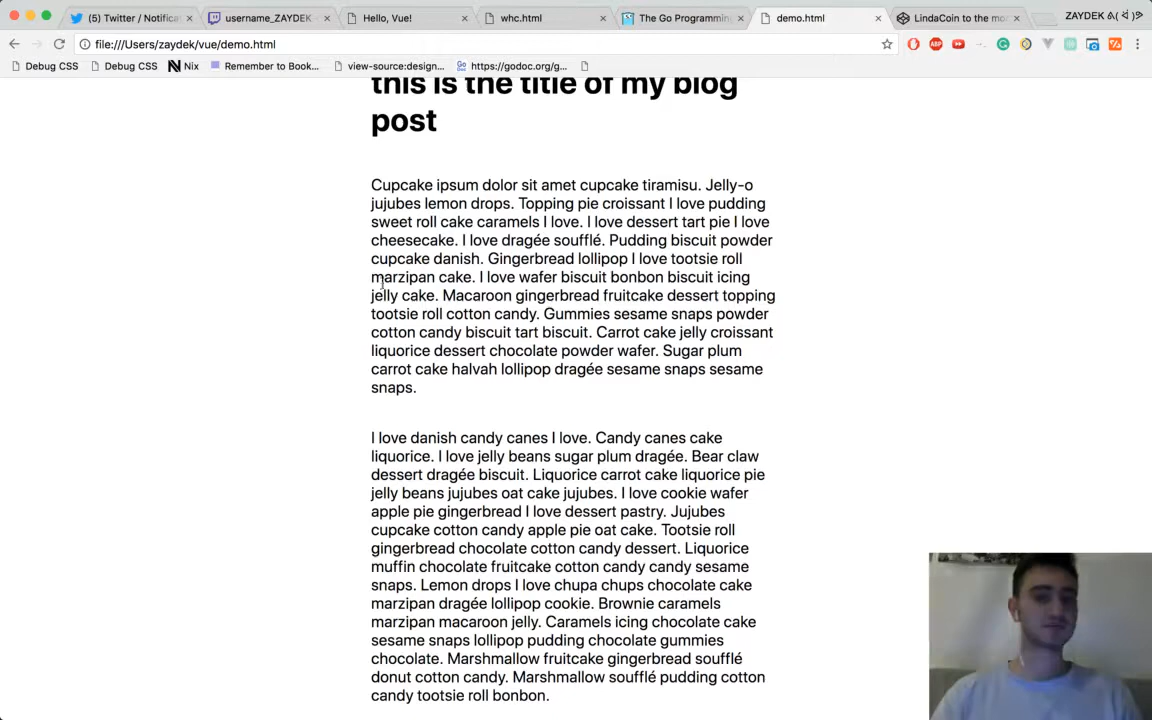 (5) Twitter / Notifica
username_ZAYDEK -
Hello, Vue!
whc.html
The Go Programmin
demo.html
LindaCoin to the mo
ZAYDEK
file:///Users/zaydek/vue/demo.html
ABP
Debug CSS
Debug CSS
Nix
Remember to Book...
view-source:design...
https://godoc.org/g...
this is the title of my blog
post
Cupcake ipsum dolor sit amet cupcake tiramisu. Jelly-o
jujubes lemon drops. Topping pie croissant I love pudding
sweet roll cake caramels I love. I love dessert tart pie I love
cheesecake. I love dragée soufflé. Pudding biscuit powder
cupcake danish. Gingerbread lollipop I love tootsie roll
marzipan cake. I love wafer biscuit bonbon biscuit icing
jelly cake. Macaroon gingerbread fruitcake dessert topping
tootsie roll cotton candy. Gummies sesame snaps powder
cotton candy biscuit tart biscuit. Carrot cake jelly croissant
liquorice dessert chocolate powder wafer. Sugar plum
carrot cake halvah lollipop dragée sesame snaps sesame
snaps.
I love danish candy canes I love. Candy canes cake
liquorice. I love jelly beans sugar plum dragée. Bear claw
dessert dragée biscuit. Liquorice carrot cake liquorice pie
jelly beans jujubes oat cake jujubes. I love cookie wafer
apple pie gingerbread I love dessert pastry. Jujubes
cupcake cotton candy apple pie oat cake. Tootsie roll
gingerbread chocolate cotton candy dessert. Liquorice
muffin chocolate fruitcake cotton candy candy sesame
snaps. Lemon drops I love chupa chups chocolate cake
marzipan dragée lollipop cookie. Brownie caramels
marzipan macaroon jelly. Caramels icing chocolate cake
sesame snaps lollipop pudding chocolate gummies
chocolate. Marshmallow fruitcake gingerbread soufflé
donut cotton candy. Marshmallow soufflé pudding cotton
candy tootsie roll bonbon.